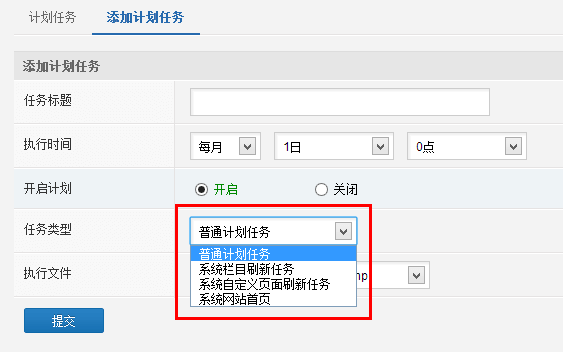 计划任务 添加计划任务
添加计划任务
任务标题
执行时间 每月 1日 0点
开启计划 开启 关闭
任务类型 普通计划任务
普通计划任务
系统栏目刷新任务
执行文件
系统自定义页面刷新任务
系统网站首页
提交